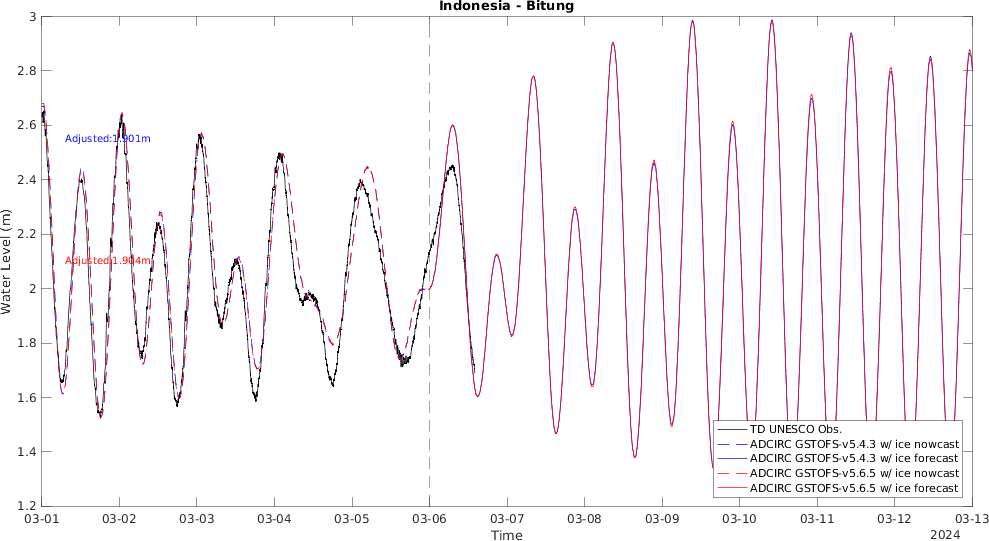 Indonesia - Bitung
3
2.8
2.6
2.4
2.2
2
1.8
1.6
1.4
1.2
Water Level (m)
Adjusted:1.901m
Adjusted:1.904m
TD UNESCO Obs.
ADCIRC GSTOFS-v5.4.3 w/ ice nowcast
ADCIRC GSTOFS-v5.4.3 w/ ice forecast
ADCIRC GSTOFS-v5.6.5 w/ ice nowcast
ADCIRC GSTOFS-v5.6.5 w/ ice forecast
03-01 03-02 03-03 03-04 03-05 03-06 03-07 03-08 03-09 03-10 03-11 03-12 03-13
Time
2024